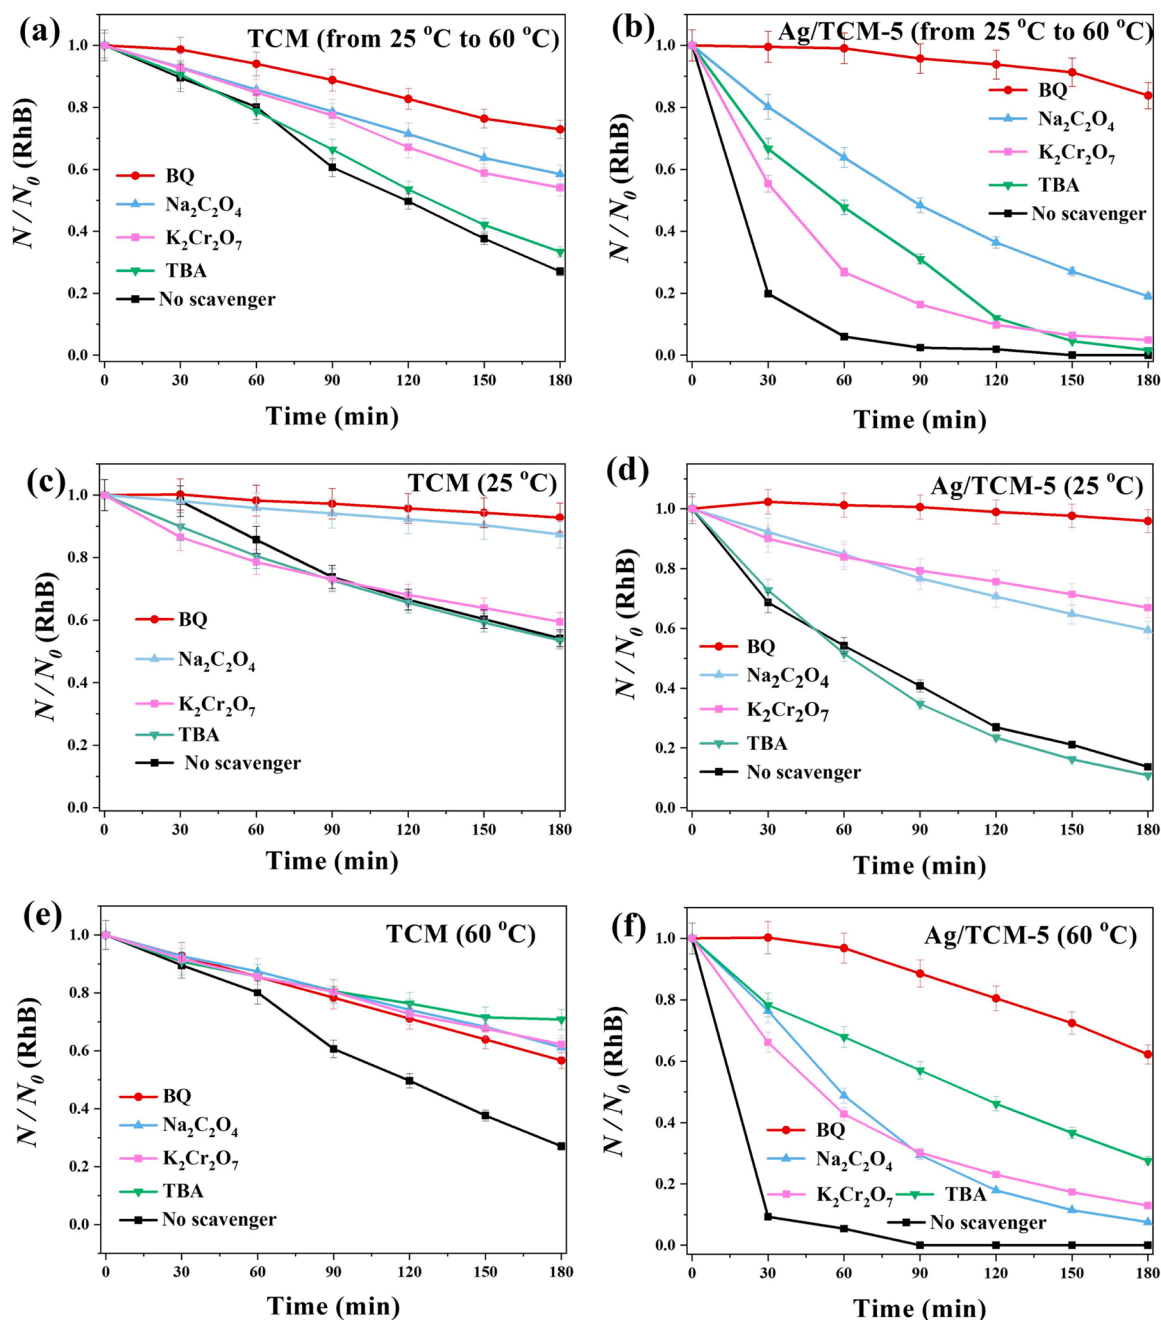 (a)
TCM (from 25 °C to 60 °C)
1.0
0.8
0.6
0.4
0.2
0.0
N / N₀ (RhB)
BQ
Na₂C₂O₄
K₂Cr₂O₇
TBA
No scavenger
0 30 60 90 120 150 180
Time (min)
(b)
Ag/TCM-5 (from 25 °C to 60 °C)
1.0
0.8
0.6
0.4
0.2
0.0
N / N₀ (RhB)
BQ
Na₂C₂O₄
K₂Cr₂O₇
TBA
No scavenger
0 30 60 90 120 150 180
Time (min)
(c)
TCM (25 °C)
1.0
0.8
0.6
0.4
0.2
0.0
N / N₀ (RhB)
BQ
Na₂C₂O₄
K₂Cr₂O₇
TBA
No scavenger
0 30 60 90 120 150 180
Time (min)
(d)
Ag/TCM-5 (25 °C)
1.0
0.8
0.6
0.4
0.2
0.0
N / N₀ (RhB)
BQ
Na₂C₂O₄
K₂Cr₂O₇
TBA
No scavenger
0 30 60 90 120 150 180
Time (min)
(e)
TCM (60 °C)
1.0
0.8
0.6
0.4
0.2
0.0
N / N₀ (RhB)
BQ
Na₂C₂O₄
K₂Cr₂O₇
TBA
No scavenger
0 30 60 90 120 150 180
Time (min)
(f)
Ag/TCM-5 (60 °C)
1.0
0.8
0.6
0.4
0.2
0.0
N / N₀ (RhB)
BQ
Na₂C₂O₄
K₂Cr₂O₇ TBA
No scavenger
0 30 60 90 120 150 180
Time (min)